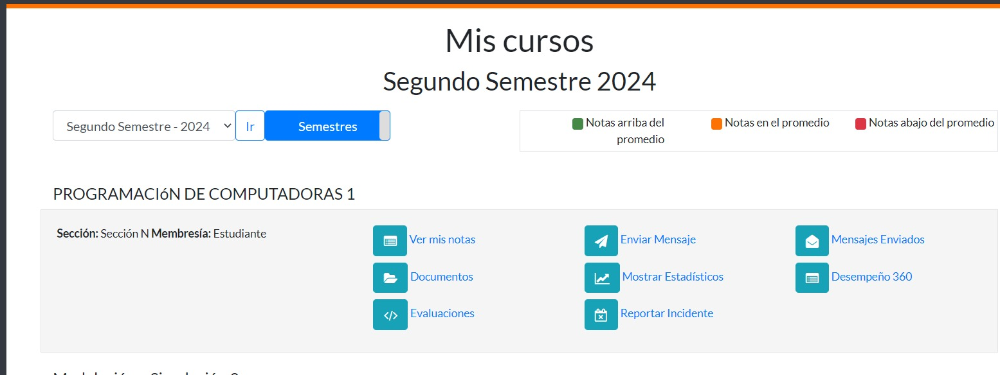 Mis cursos
Segundo Semestre 2024
Segundo Semestre - 2024 Ir Semestres
Notas arriba del promedio
Notas en el promedio
Notas abajo del promedio
PROGRAMACIóN DE COMPUTADORAS 1
Sección: Sección N Membresía: Estudiante
Ver mis notas
Enviar Mensaje
Mensajes Enviados
Documentos
Mostrar Estadísticos
Desempeño 360
Evaluaciones
Reportar Incidente